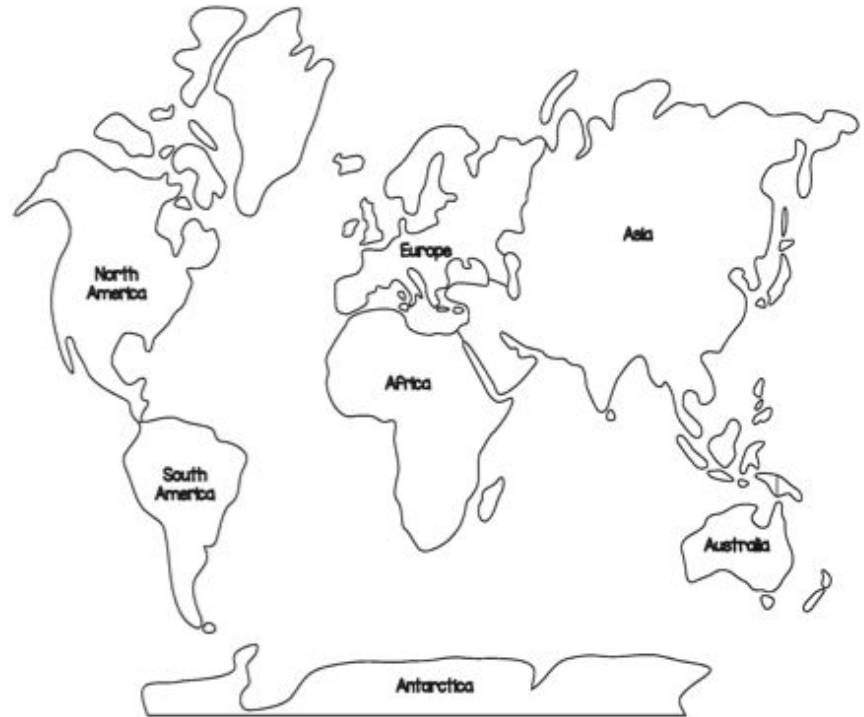 Europe
Asia
North
America
Africa
South
America
Australia
Antarctica